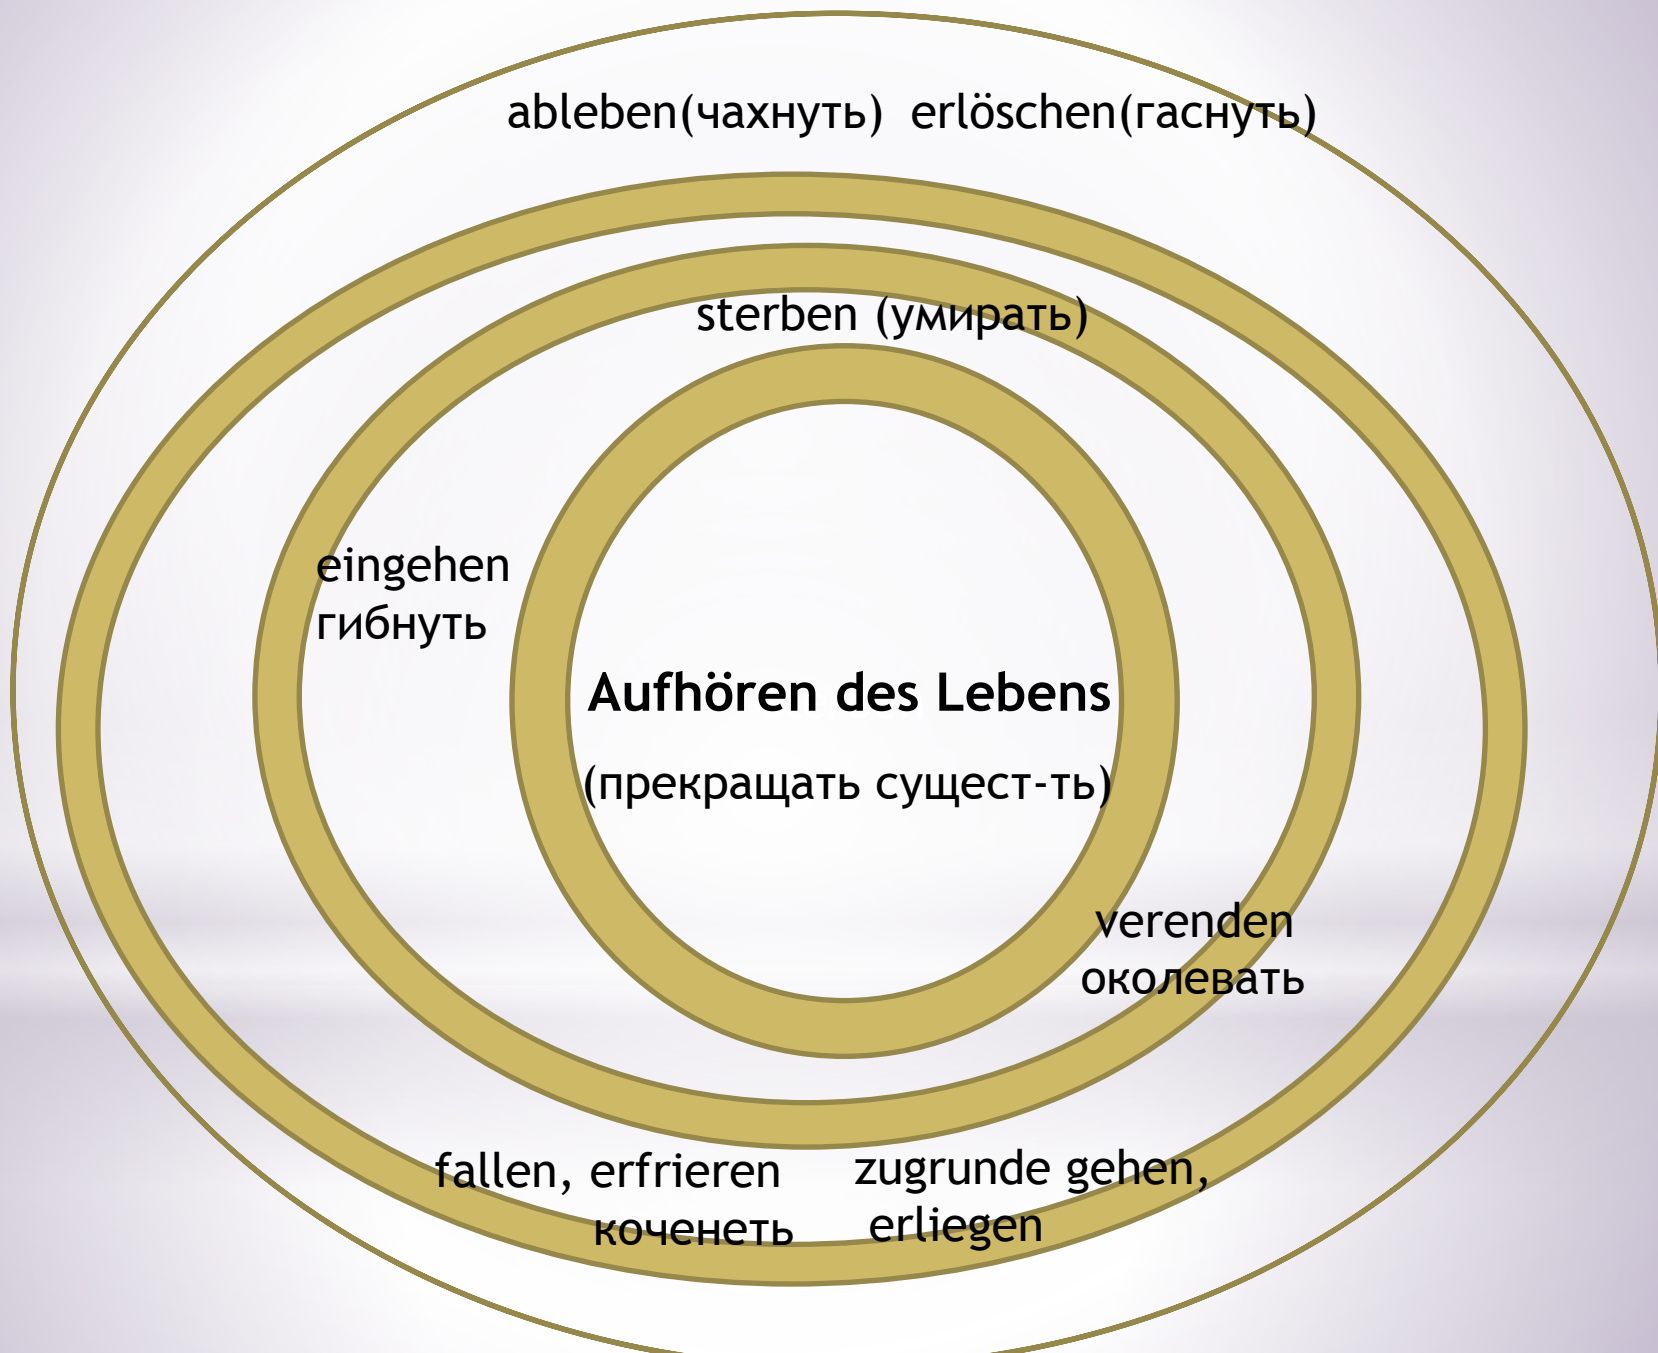 ableben(чахнуть) erlöschen(гаснуть)
sterben (умирать)
eingehen
гибнуть
Aufhören des Lebens
(прекращать сущест-ть)
verenden
околевать
fallen, erfrieren
коченеть
zugrunde gehen,
erliegen